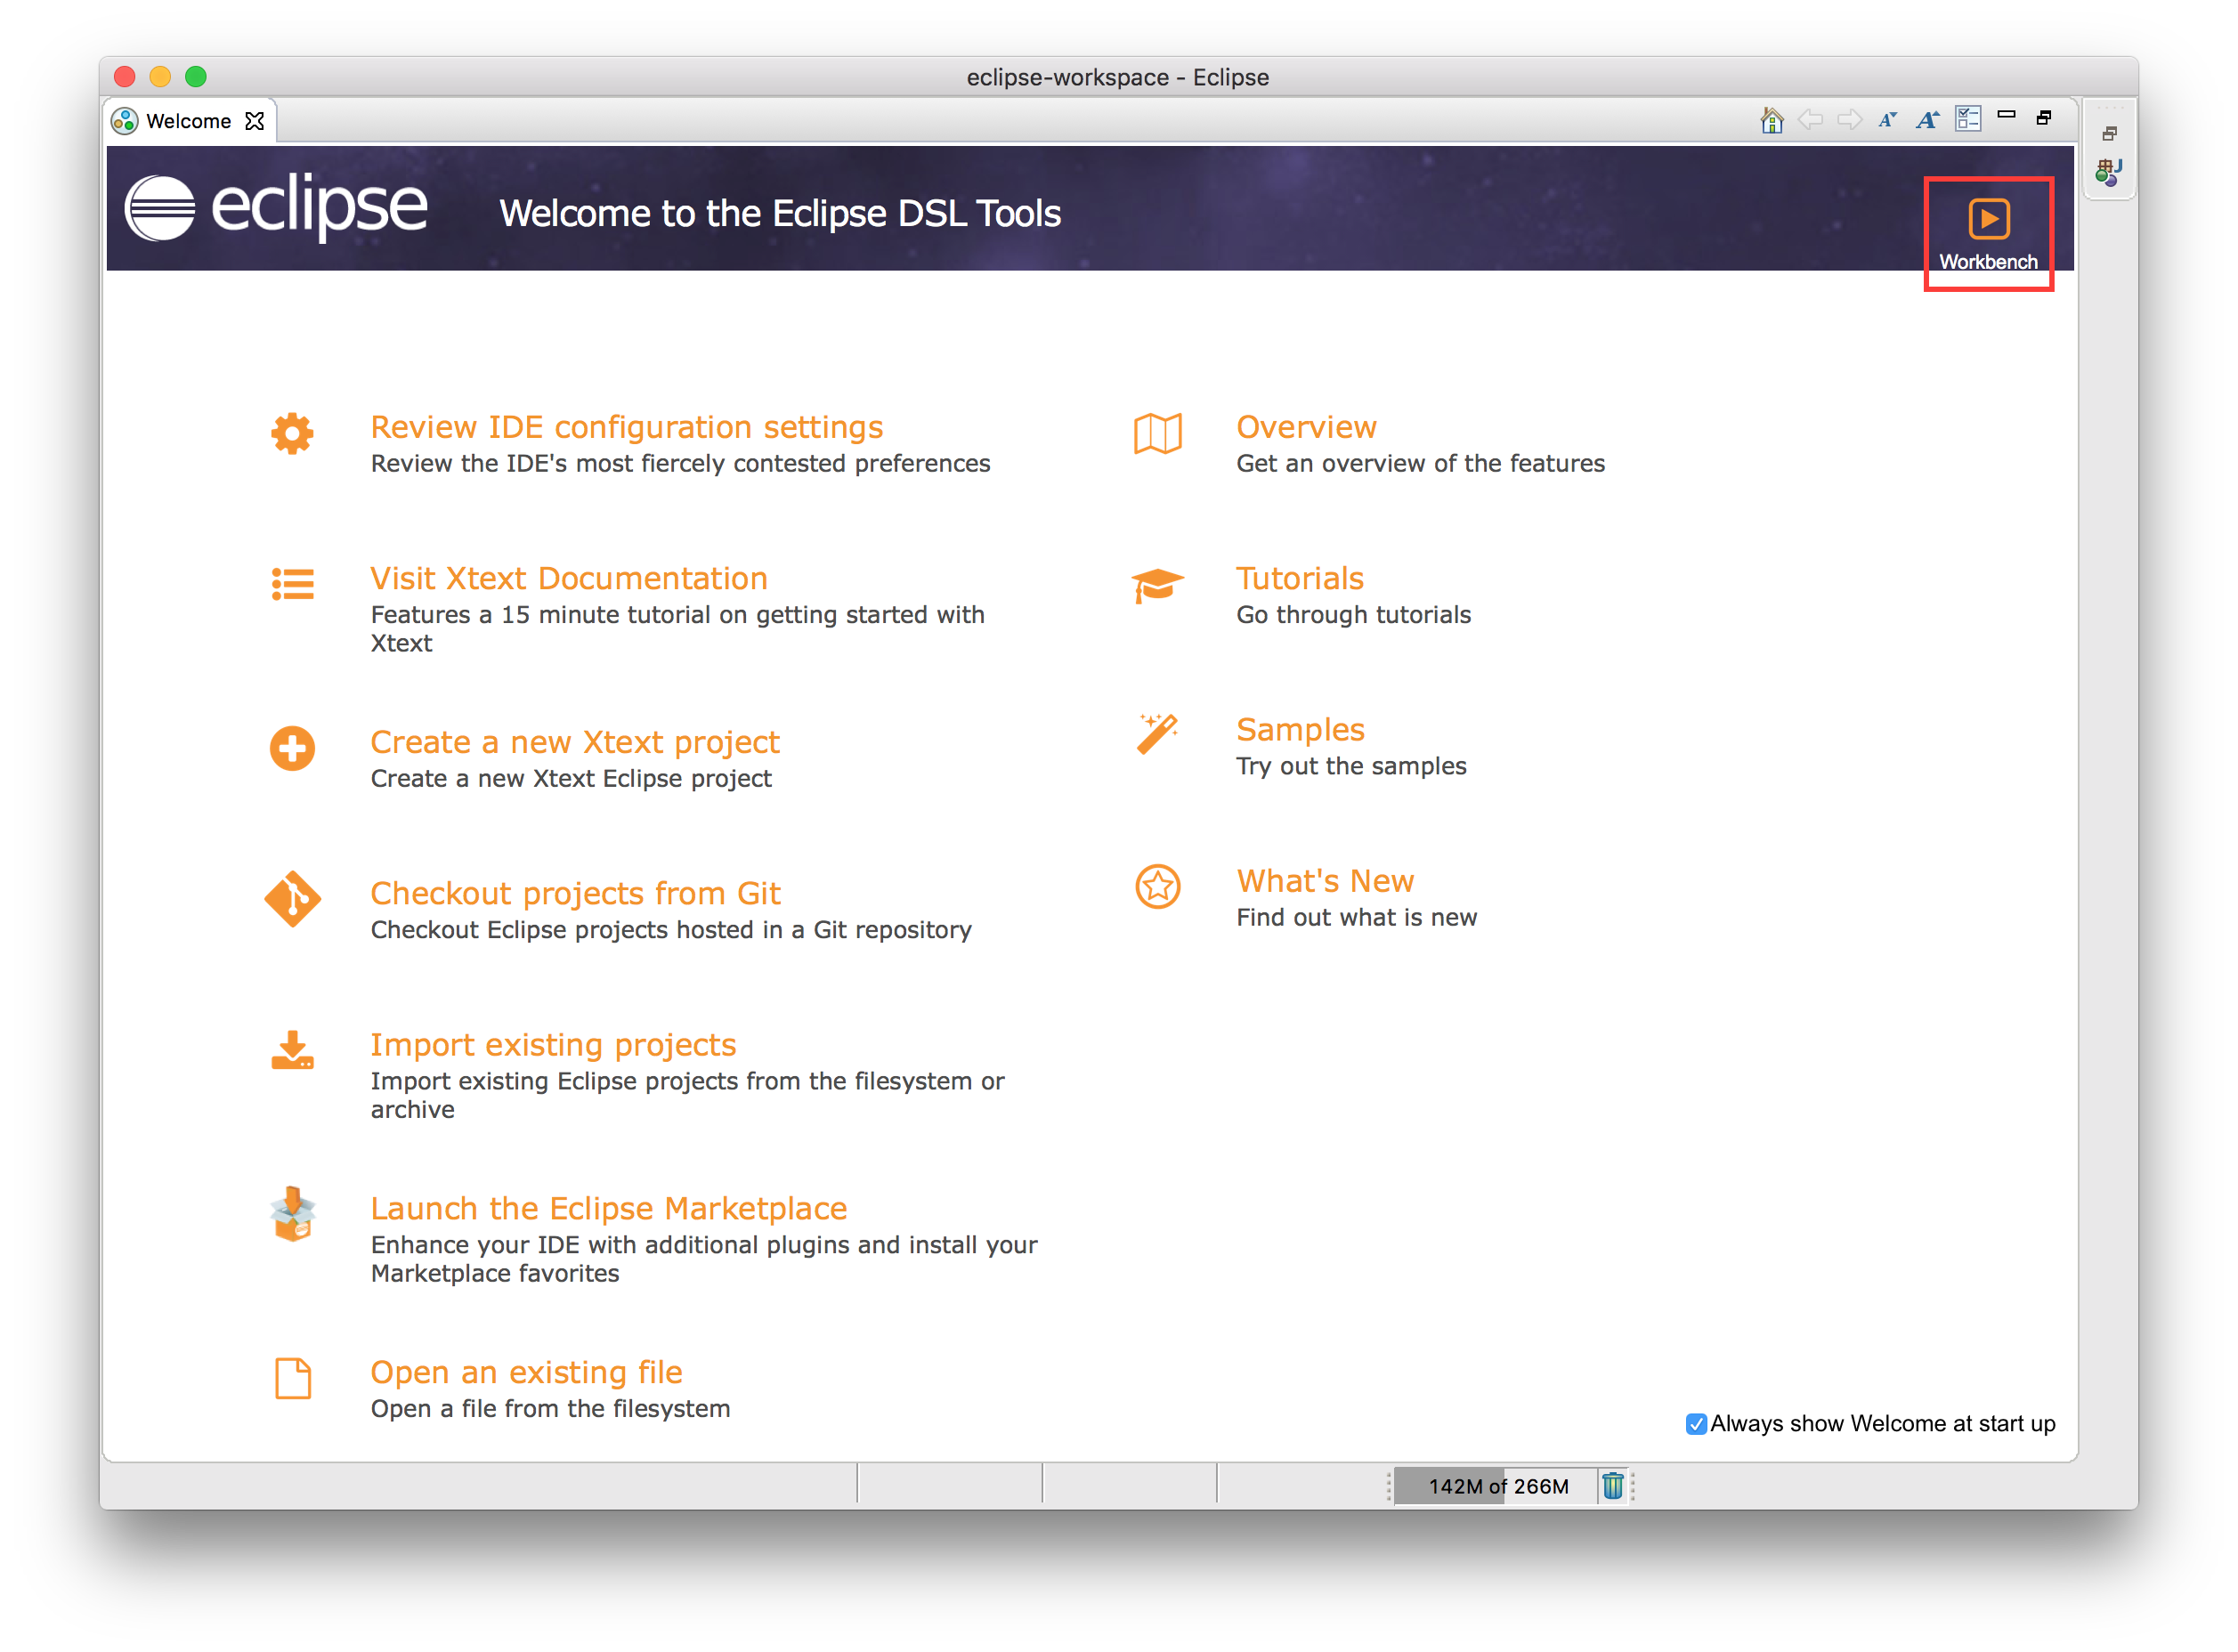 eclipse-workspace - Eclipse
Welcome
eclipse
Welcome to the Eclipse DSL Tools
Workbench
Review IDE configuration settings
Review the IDE's most fiercely contested preferences
Visit Xtext Documentation
Features a 15 minute tutorial on getting started with
Xtext
Create a new Xtext project
Create a new Xtext Eclipse project
Checkout projects from Git
Checkout Eclipse projects hosted in a Git repository
Import existing projects
Import existing Eclipse projects from the filesystem or
archive
Launch the Eclipse Marketplace
Enhance your IDE with additional plugins and install your
Marketplace favorites
Open an existing file
Open a file from the filesystem
Overview
Get an overview of the features
Tutorials
Go through tutorials
Samples
Try out the samples
What's New
Find out what is new
Always show Welcome at start up
142M of 266M